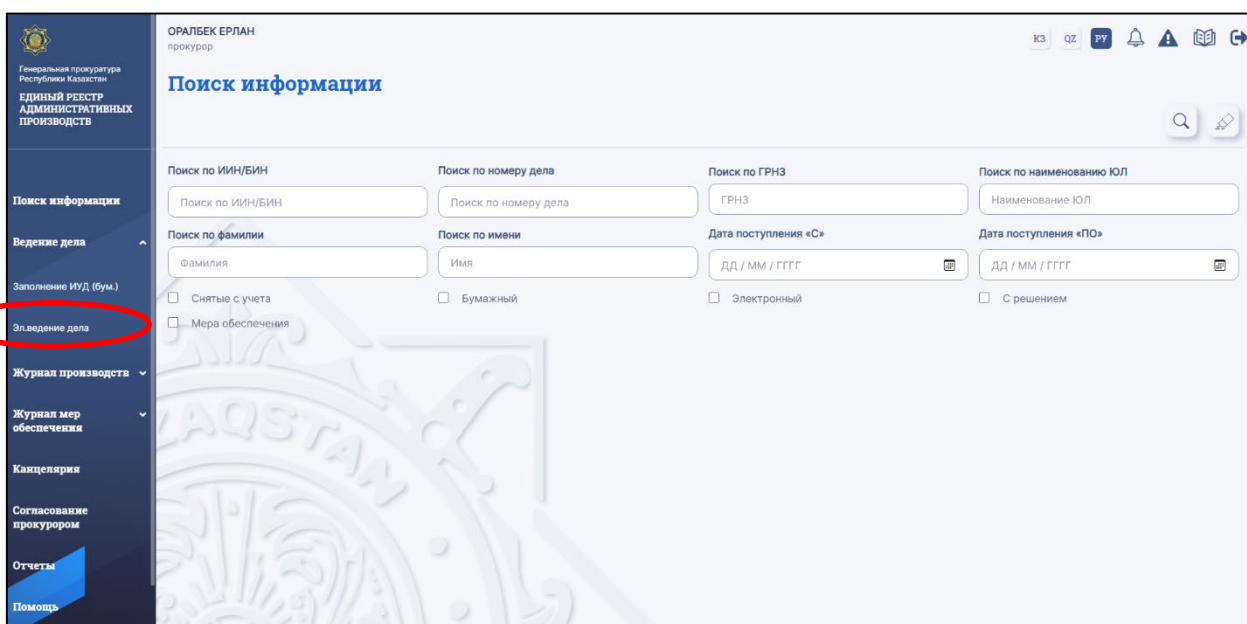 Генеральная прокуратура
Республики Казахстан
ЕДИНЫЙ РЕЕСТР
АДМИНИСТРАТИВНЫХ
ПРОИЗВОДСТВ
Поиск информации
Ведение дела
Заполнение ИУД (бум.)
Эл.ведение дела
Журнал производств
Журнал мер
обеспечения
Канцелярия
Согласование
прокурором
Отчеты
Помощь
ОРАЛБЕК ЕРЛАН
прокурор
КЗ QZ РУ
Поиск информации
Поиск по ИИН/БИН Поиск по номеру дела Поиск по ГРНЗ Поиск по наименованию ЮЛ
Поиск по ИИН/БИН Поиск по номеру дела ГРНЗ Наименование ЮЛ
Поиск по фамилии Поиск по имени Дата поступления «С» Дата поступления «ПО»
Фамилия Имя ДД / ММ / ГГГГ ДД / ММ / ГГГГ
Снятые с учета Бумажный Электронный С решением
Мера обеспечения
QAZAQSTAN